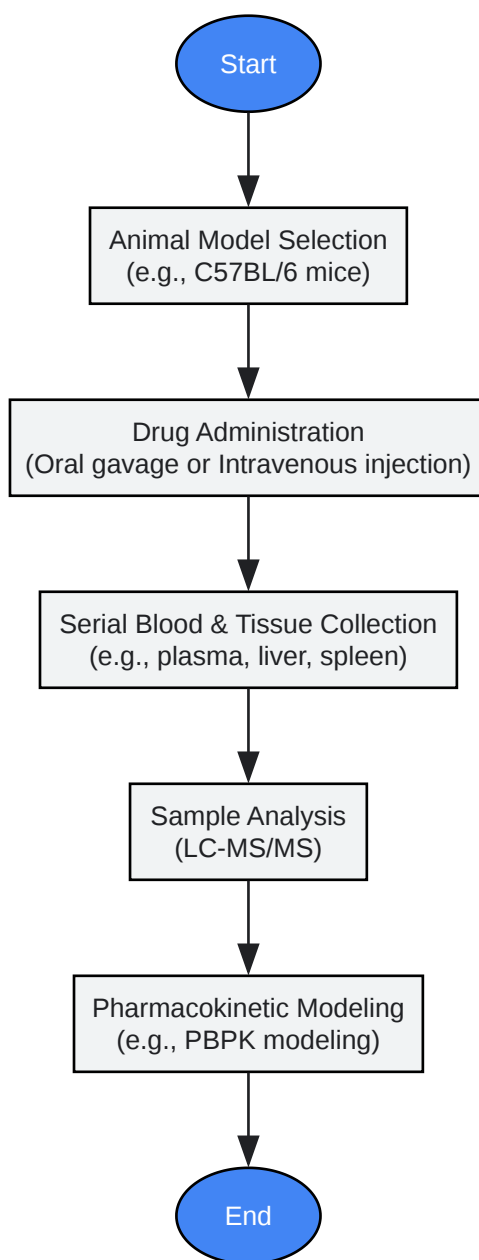 Start
Animal Model Selection
(e.g., C57BL/6 mice)
Drug Administration
(Oral gavage or Intravenous injection)
Serial Blood & Tissue Collection
(e.g., plasma, liver, spleen)
Sample Analysis
(LC-MS/MS)
Pharmacokinetic Modeling
(e.g., PBPK modeling)
End